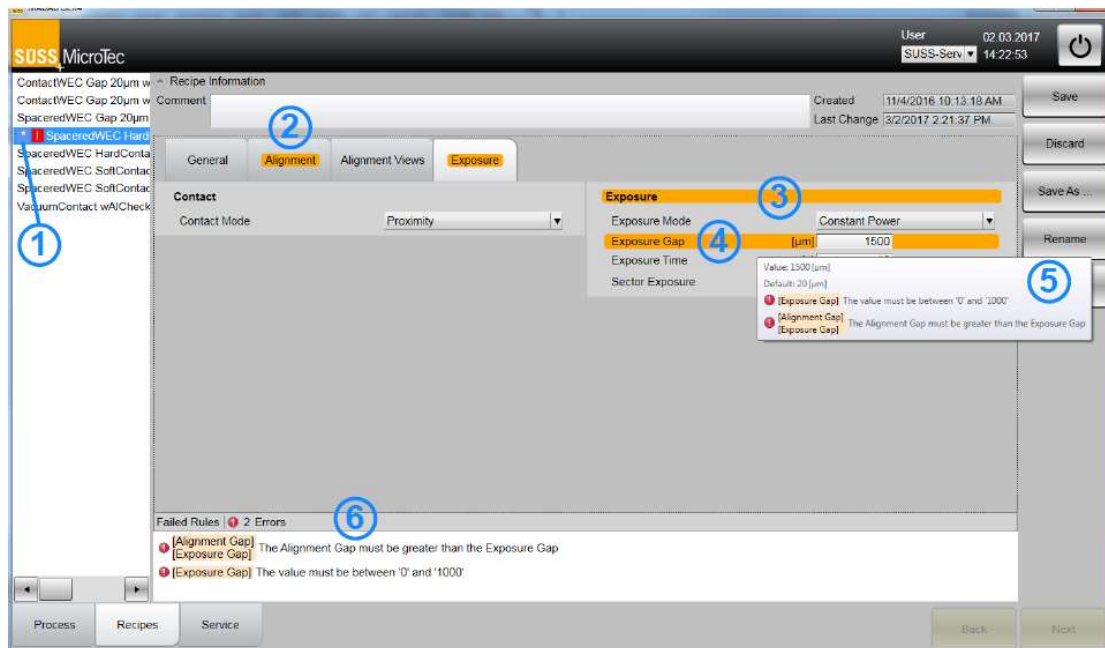 User 02 03 2017
SUSS MicroTec SUSS-Serv 14:22:53
ContactWEC Gap 20µm w
ContactWEC Gap 20µm w
SpaceredWEC Gap 20µm
* ! SpaceredWEC Hard
SpaceredWEC HardConta
SpaceredWEC SoftContac
SpaceredWEC SoftContac
VacuumContact wAlCheck
1
Recipe Information
Comment
Created 11/4/2016 10:13:18 AM
Last Change 3/2/2017 2:21:37 PM
2
General Alignment Alignment Views Exposure
Contact
Contact Mode Proximity
Exposure
3
Exposure Mode Constant Power
Exposure Gap [µm] 1500
4
Exposure Time
Sector Exposure
Value: 1500 [µm]
Default: 20 [µm]
[Exposure Gap] The value must be between '0' and '1000'
[Alignment Gap]
[Exposure Gap] The Alignment Gap must be greater than the Exposure Gap
5
Save
Discard
Save As ...
Rename
Failed Rules 2 Errors
6
[Alignment Gap]
[Exposure Gap] The Alignment Gap must be greater than the Exposure Gap
[Exposure Gap] The value must be between '0' and '1000'
Process Recipes Service Back Next